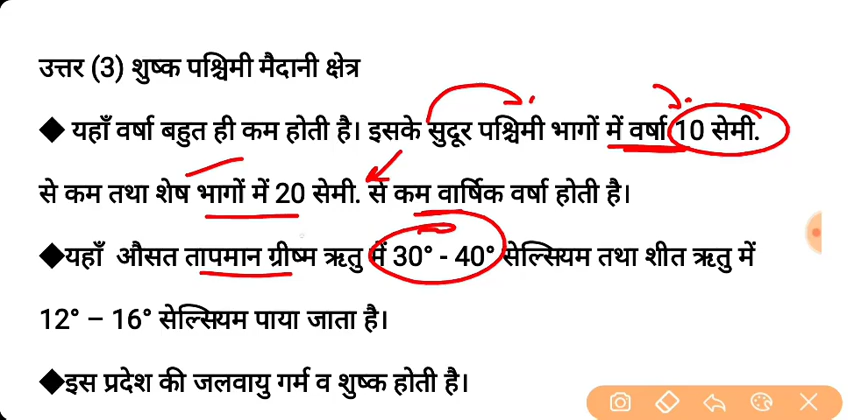 उत्तर (3) शुष्क पश्चिमी मैदानी क्षेत्र
◆ यहाँ वर्षा बहुत ही कम होती है। इसके सुदूर पश्चिमी भागों में वर्षा 10 सेमी.
से कम तथा शेष भागों में 20 सेमी. से कम वार्षिक वर्षा होती है।
◆यहाँ औसत तापमान ग्रीष्म ऋतु में 30° - 40° सेल्सियम तथा शीत ऋतु में
12° – 16° सेल्सियम पाया जाता है।
◆इस प्रदेश की जलवायु गर्म व शुष्क होती है।